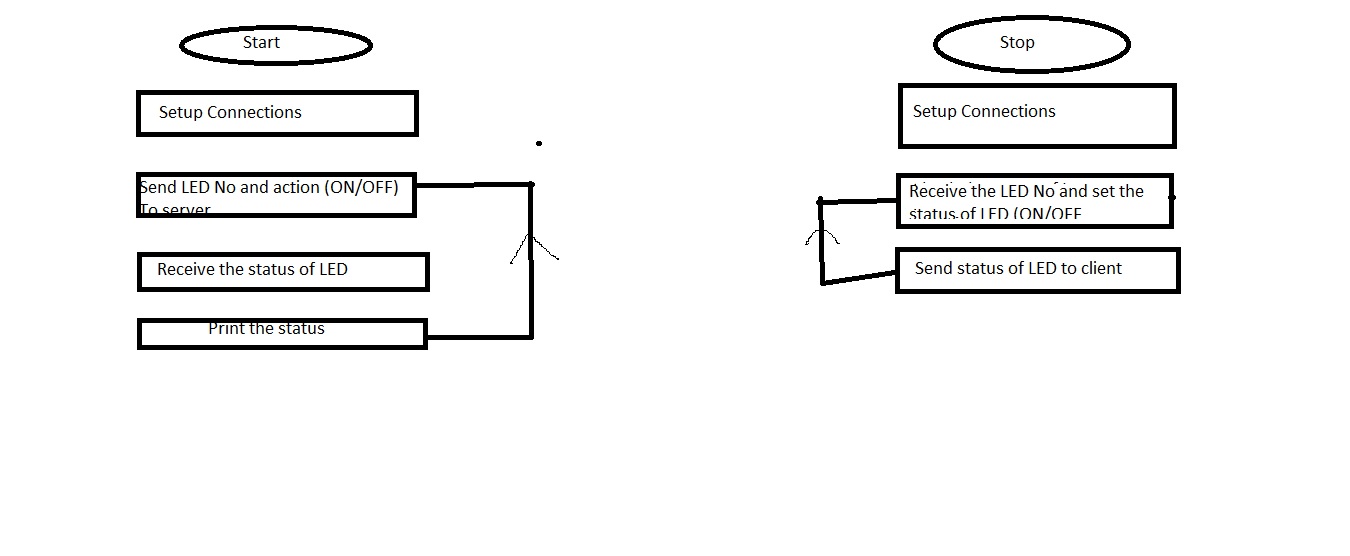 Start
Setup Connections
Send LED No and action (ON/OFF)
To server
Receive the status of LED
Print the status
Stop
Setup Connections
Receive the LED No and set the
status of LED (ON/OFF
Send status of LED to client